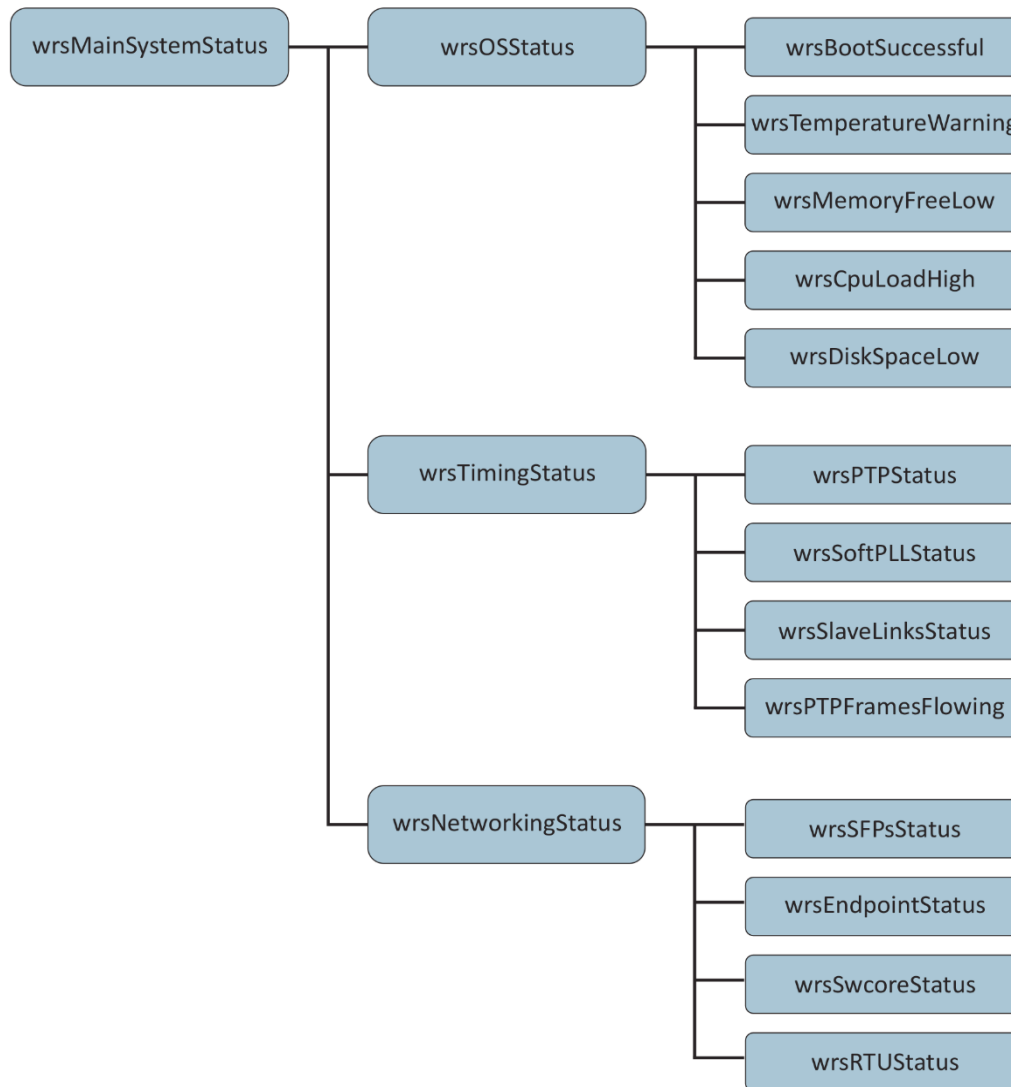 wrsMainSystemStatus
wrsOSStatus
wrsBootSuccessful
wrsTemperatureWarning
wrsMemoryFreeLow
wrsCpuLoadHigh
wrsDiskSpaceLow
wrsTimingStatus
wrsPTPStatus
wrsSoftPLLStatus
wrsSlaveLinksStatus
wrsPTPFramesFlowing
wrsNetworkingStatus
wrsSFPsStatus
wrsEndpointStatus
wrsSwcoreStatus
wrsRTUStatus